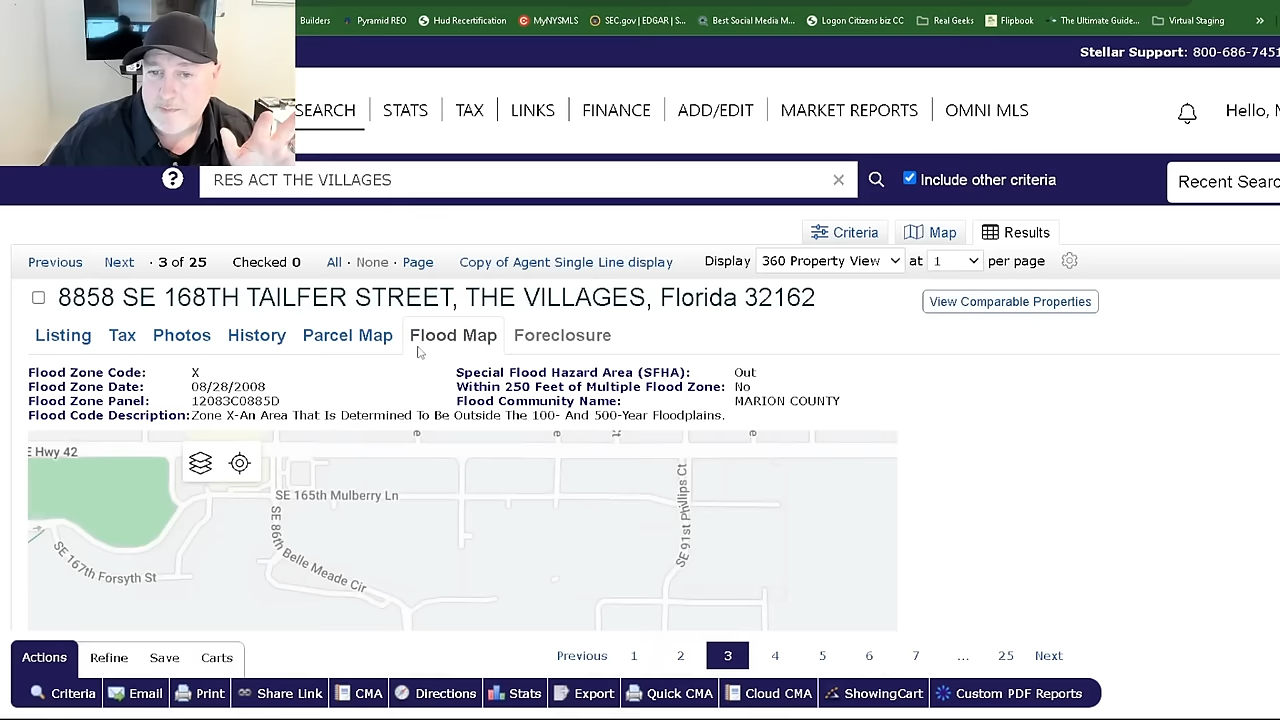 Builders Pyramid REO Hud Recertification MyNYSMLS SEC.gov | EDGAR | S... Best Social Media M... Logon Citizens biz CC Real Geeks Flipbook The Ultimate Guide... Virtual Staging »
Stellar Support: 800-686-7451
SEARCH STATS TAX LINKS FINANCE ADD/EDIT MARKET REPORTS OMNI MLS Hello,
? RES ACT THE VILLAGES Include other criteria Recent Searc
Criteria Map Results
Previous Next · 3 of 25 Checked 0 All · None · Page Copy of Agent Single Line display Display 360 Property View at 1 per page
8858 SE 168TH TAILFER STREET, THE VILLAGES, Florida 32162 View Comparable Properties
Listing Tax Photos History Parcel Map Flood Map Foreclosure
Flood Zone Code: X Special Flood Hazard Area (SFHA): Out
Flood Zone Date: 08/28/2008 Within 250 Feet of Multiple Flood Zone: No
Flood Zone Panel: 12083C0885D Flood Community Name: MARION COUNTY
Flood Code Description: Zone X-An Area That Is Determined To Be Outside The 100- And 500-Year Floodplains.
E Hwy 42
SE 165th Mulberry Ln
SE 86th Belle Meade Cir
SE 91st Phillips Ct
SE 167th Forsyth St
Actions Refine Save Carts Previous 1 2 3 4 5 6 7 ... 25 Next
Criteria Email Print Share Link CMA Directions Stats Export Quick CMA Cloud CMA ShowingCart Custom PDF Reports